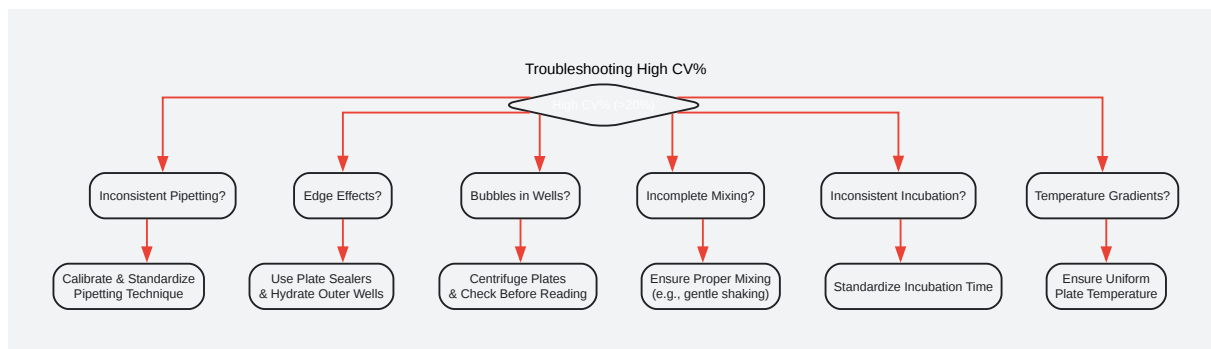 Troubleshooting High CV%
High CV% (>20%)
Inconsistent Pipetting?
Edge Effects?
Bubbles in Wells?
Incomplete Mixing?
Inconsistent Incubation?
Temperature Gradients?
Calibrate & Standardize
Pipetting Technique
Use Plate Sealers
& Hydrate Outer Wells
Centrifuge Plates
& Check Before Reading
Ensure Proper Mixing
(e.g., gentle shaking)
Standardize Incubation Time
Ensure Uniform
Plate Temperature